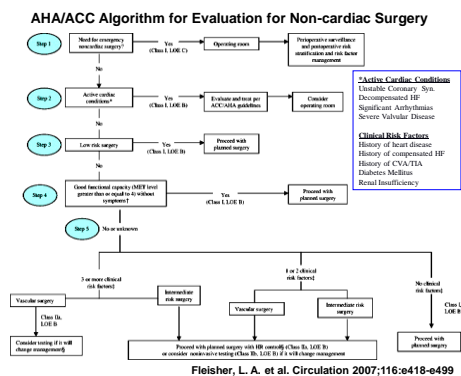 AHA/ACC Algorithm for Evaluation for Non-cardiac Surgery
Step 1
Need for emergency
noncardiac surgery?
Yes
(Class I, LOE C)
Operating room
Perioperative surveillance
and postoperative risk
stratification and risk factor
management
No
Step 2
Active cardiac
conditions*
Yes
(Class I, LOE B)
Evaluate and treat per
ACC/AHA guidelines
Consider
operating room
No
Step 3
Low risk surgery
Yes
(Class I, LOE B)
Proceed with
planned surgery
No
Step 4
Good functional capacity (MET level
greater than or equal to 4) without
symptoms†
Yes
(Class I, LOE B)
Proceed with
planned surgery
Step 5
No or unknown
*Active Cardiac Conditions
Unstable Coronary Syn.
Decompensated HF
Significant Arrhythmias
Severe Valvular Disease
Clinical Risk Factors
History of heart disease
History of compensated HF
History of CVA/TIA
Diabetes Mellitus
Renal Insufficiency
3 or more clinical
risk factors‡
1 or 2 clinical
risk factors‡
No clinical
risk factors‡
Vascular surgery
Intermediate
risk surgery
Vascular surgery
Intermediate risk
surgery
Class IIa,
LOE B
Class I,
LOE B
Consider testing if it will
change management§
Proceed with planned surgery with HR control§ (Class IIa, LOE B)
or consider noninvasive testing (Class IIb, LOE B) if it will change management
Proceed with
planned surgery
Fleisher, L. A. et al. Circulation 2007;116:e418-e499